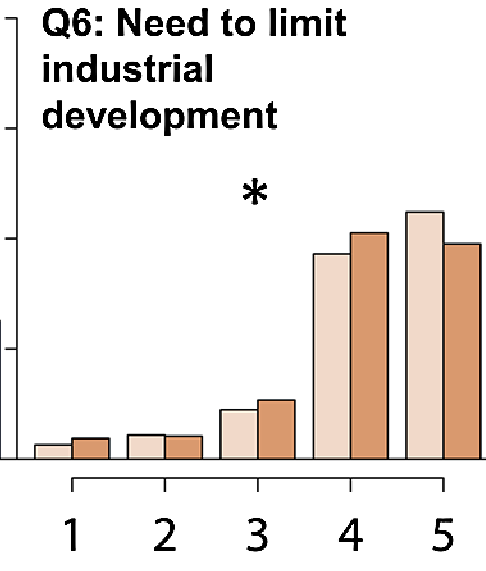 Q6: Need to limit
industrial
development
*
1 2 3 4 5